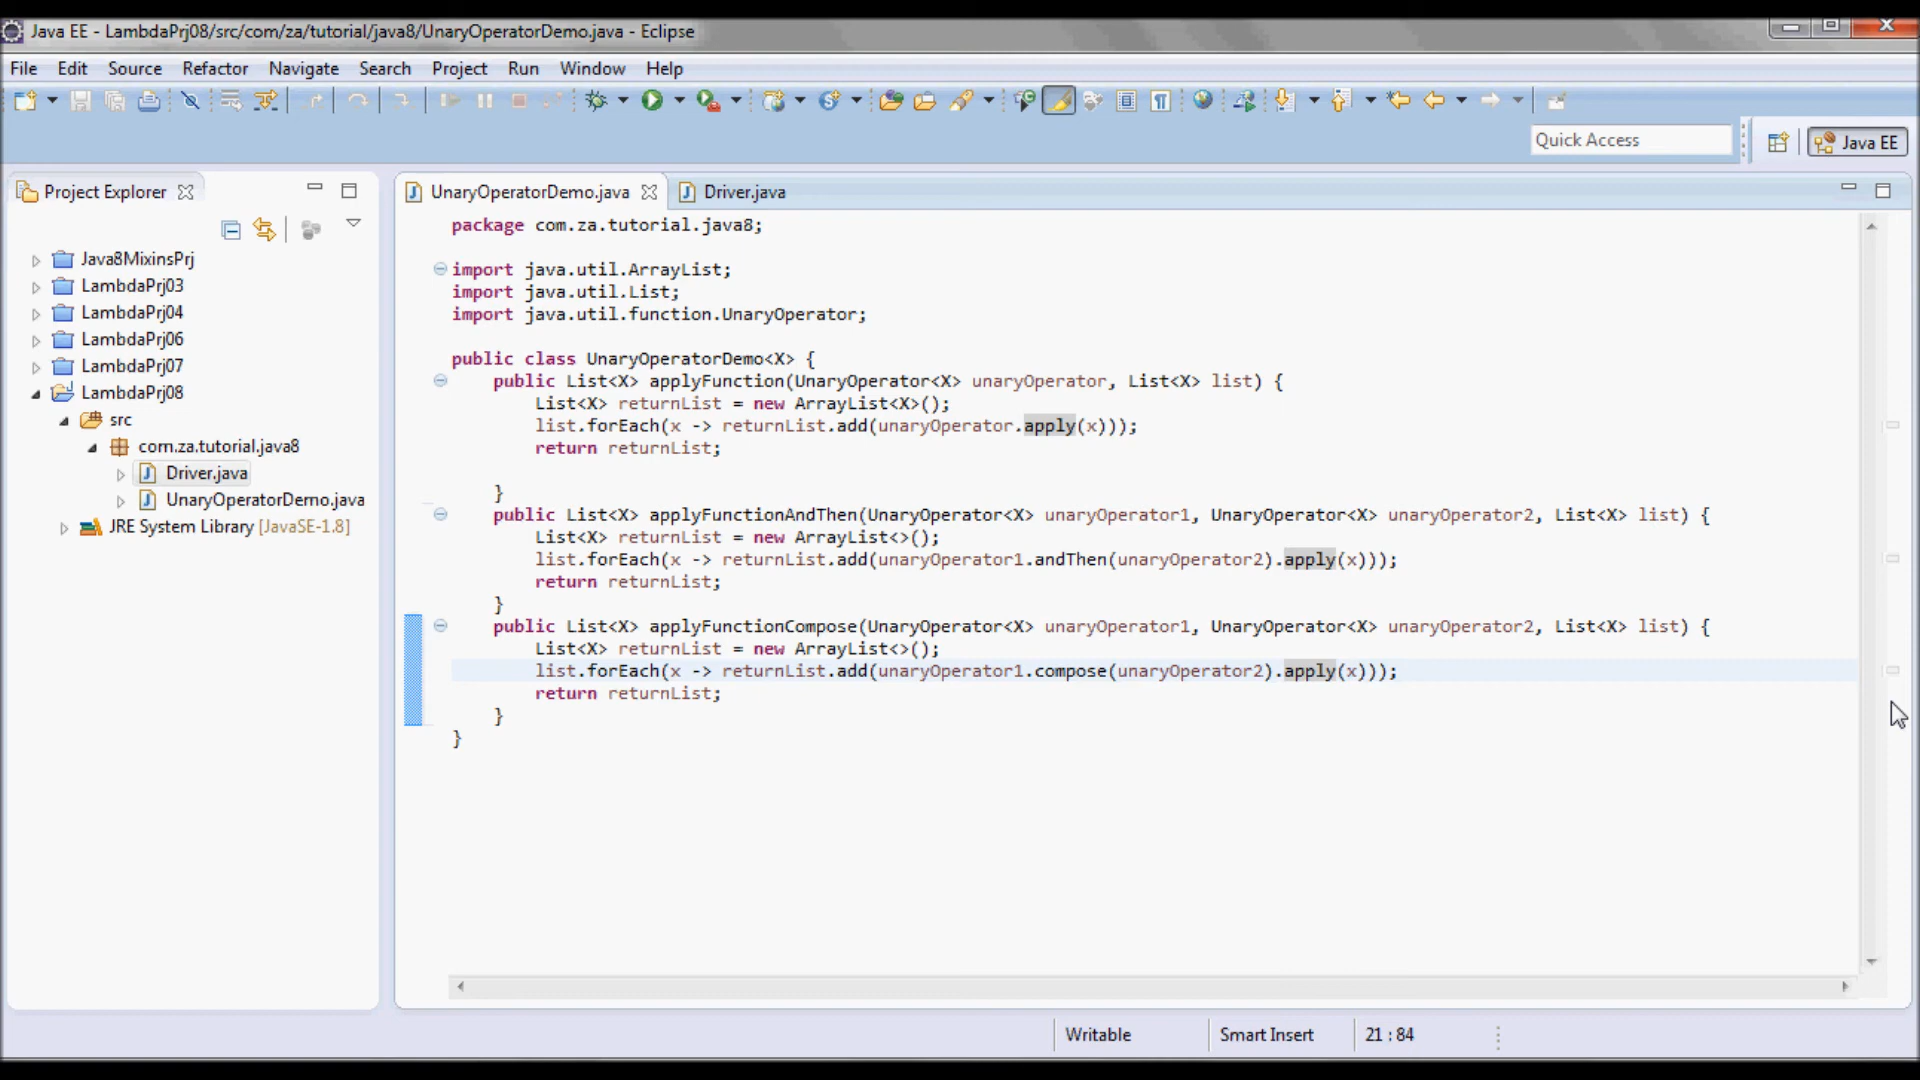 Java EE - LambdaPrj08/src/com/za/tutorial/java8/UnaryOperatorDemo.java - Eclipse
File Edit Source Refactor Navigate Search Project Run Window Help
Quick Access
Java EE
Project Explorer
Java8MixinsPrj
LambdaPrj03
LambdaPrj04
LambdaPrj06
LambdaPrj07
LambdaPrj08
src
com.za.tutorial.java8
Driver.java
UnaryOperatorDemo.java
JRE System Library [JavaSE-1.8]
UnaryOperatorDemo.java Driver.java
package com.za.tutorial.java8;
import java.util.ArrayList;
import java.util.List;
import java.util.function.UnaryOperator;
public class UnaryOperatorDemo<X> {
public List<X> applyFunction(UnaryOperator<X> unaryOperator, List<X> list) {
List<X> returnList = new ArrayList<X>();
list.forEach(x -> returnList.add(unaryOperator.apply(x)));
return returnList;
}
public List<X> applyFunctionAndThen(UnaryOperator<X> unaryOperator1, UnaryOperator<X> unaryOperator2, List<X> list) {
List<X> returnList = new ArrayList<>();
list.forEach(x -> returnList.add(unaryOperator1.andThen(unaryOperator2).apply(x)));
return returnList;
}
public List<X> applyFunctionCompose(UnaryOperator<X> unaryOperator1, UnaryOperator<X> unaryOperator2, List<X> list) {
List<X> returnList = new ArrayList<>();
list.forEach(x -> returnList.add(unaryOperator1.compose(unaryOperator2).apply(x)));
return returnList;
}
}
Writable Smart Insert 21 : 84